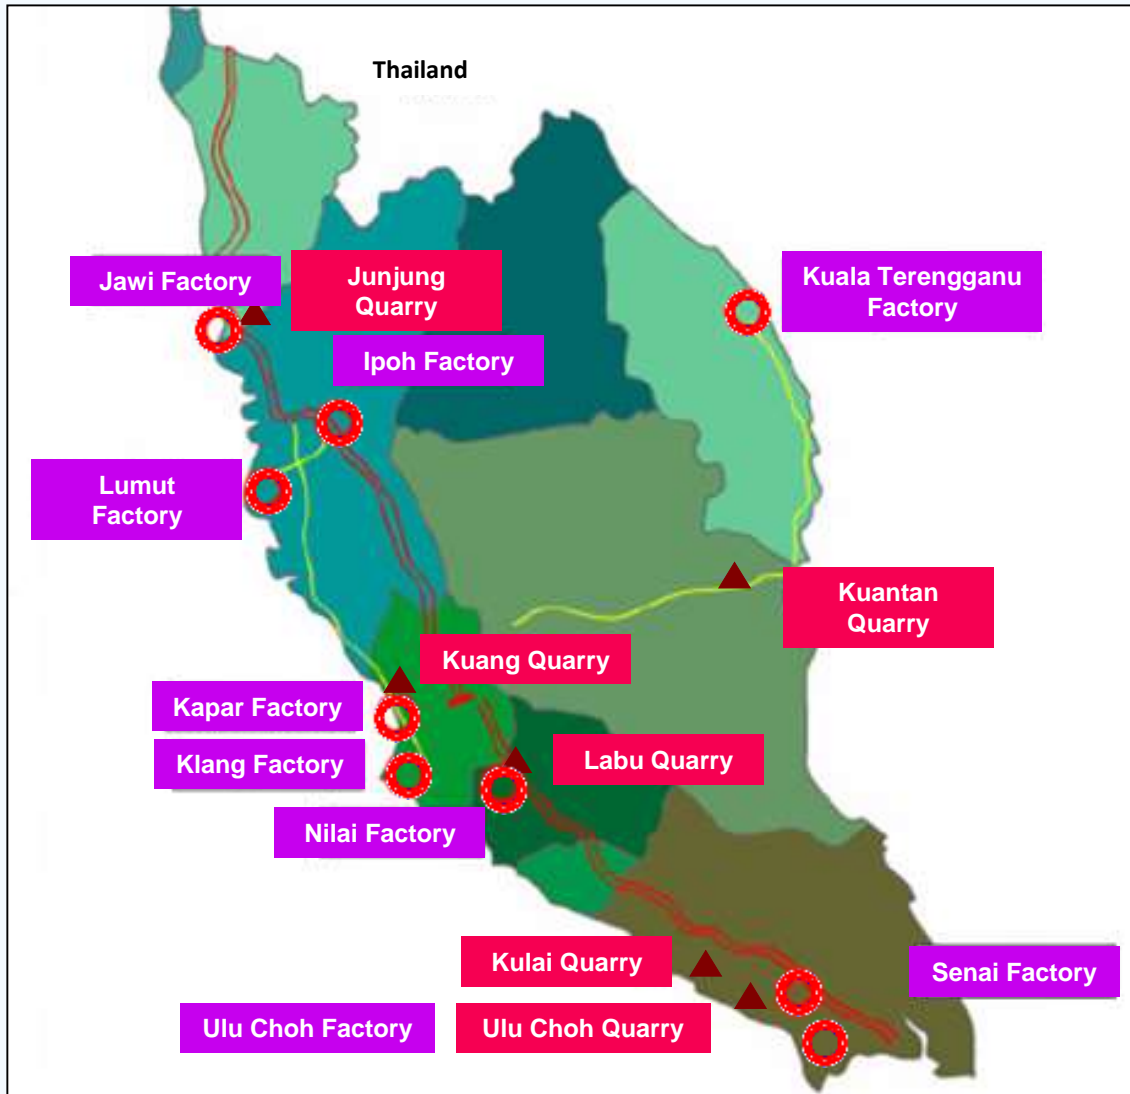 Thailand
Jawi Factory
Junjung
Quarry
Kuala Terengganu
Factory
Ipoh Factory
Lumut
Factory
Kuantan
Quarry
Kuang Quarry
Kapar Factory
Klang Factory
Labu Quarry
Nilai Factory
Kulai Quarry
Senai Factory
Ulu Choh Factory
Ulu Choh Quarry